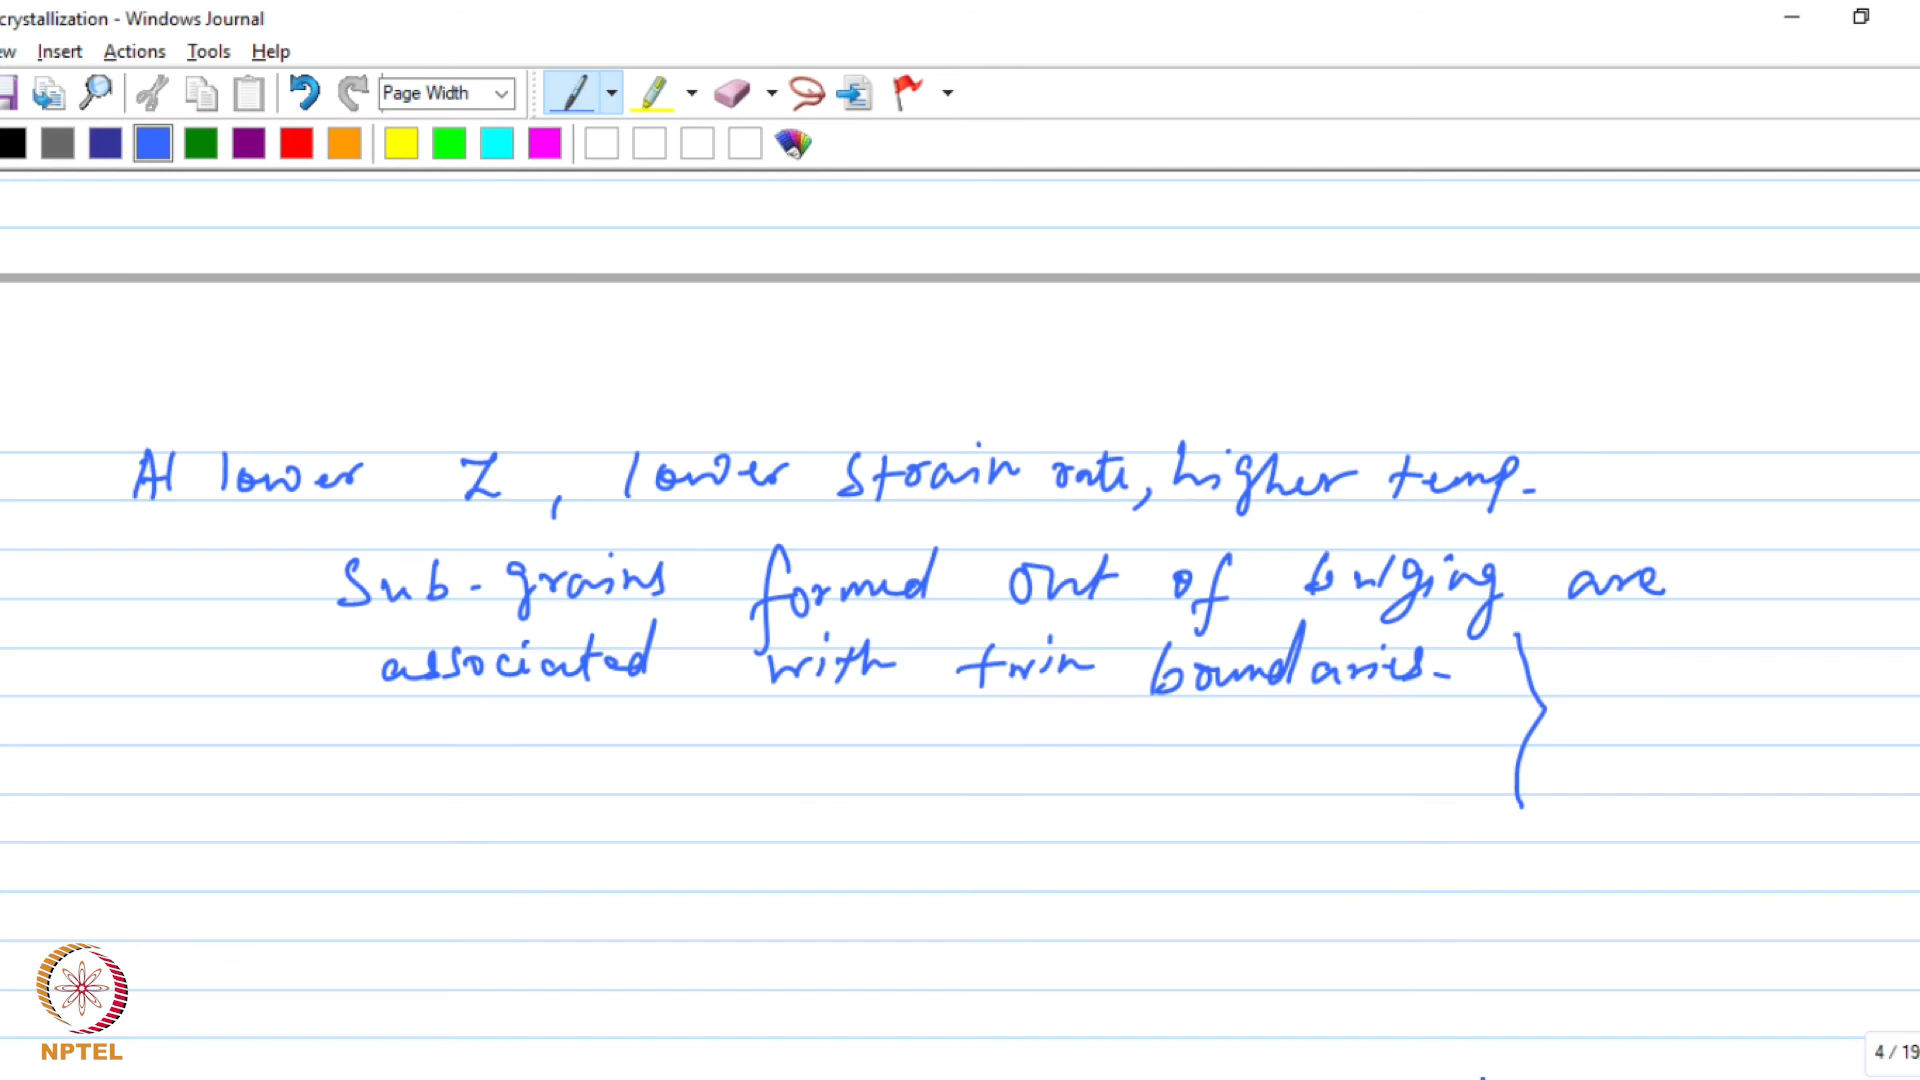 crystallization - Windows Journal
ew Insert Actions Tools Help
Page Width
At lower Z, lower strain rate, higher temp.
Sub-grains formed out of bulging are
associated with twin boundaries.
NPTEL
4 / 19